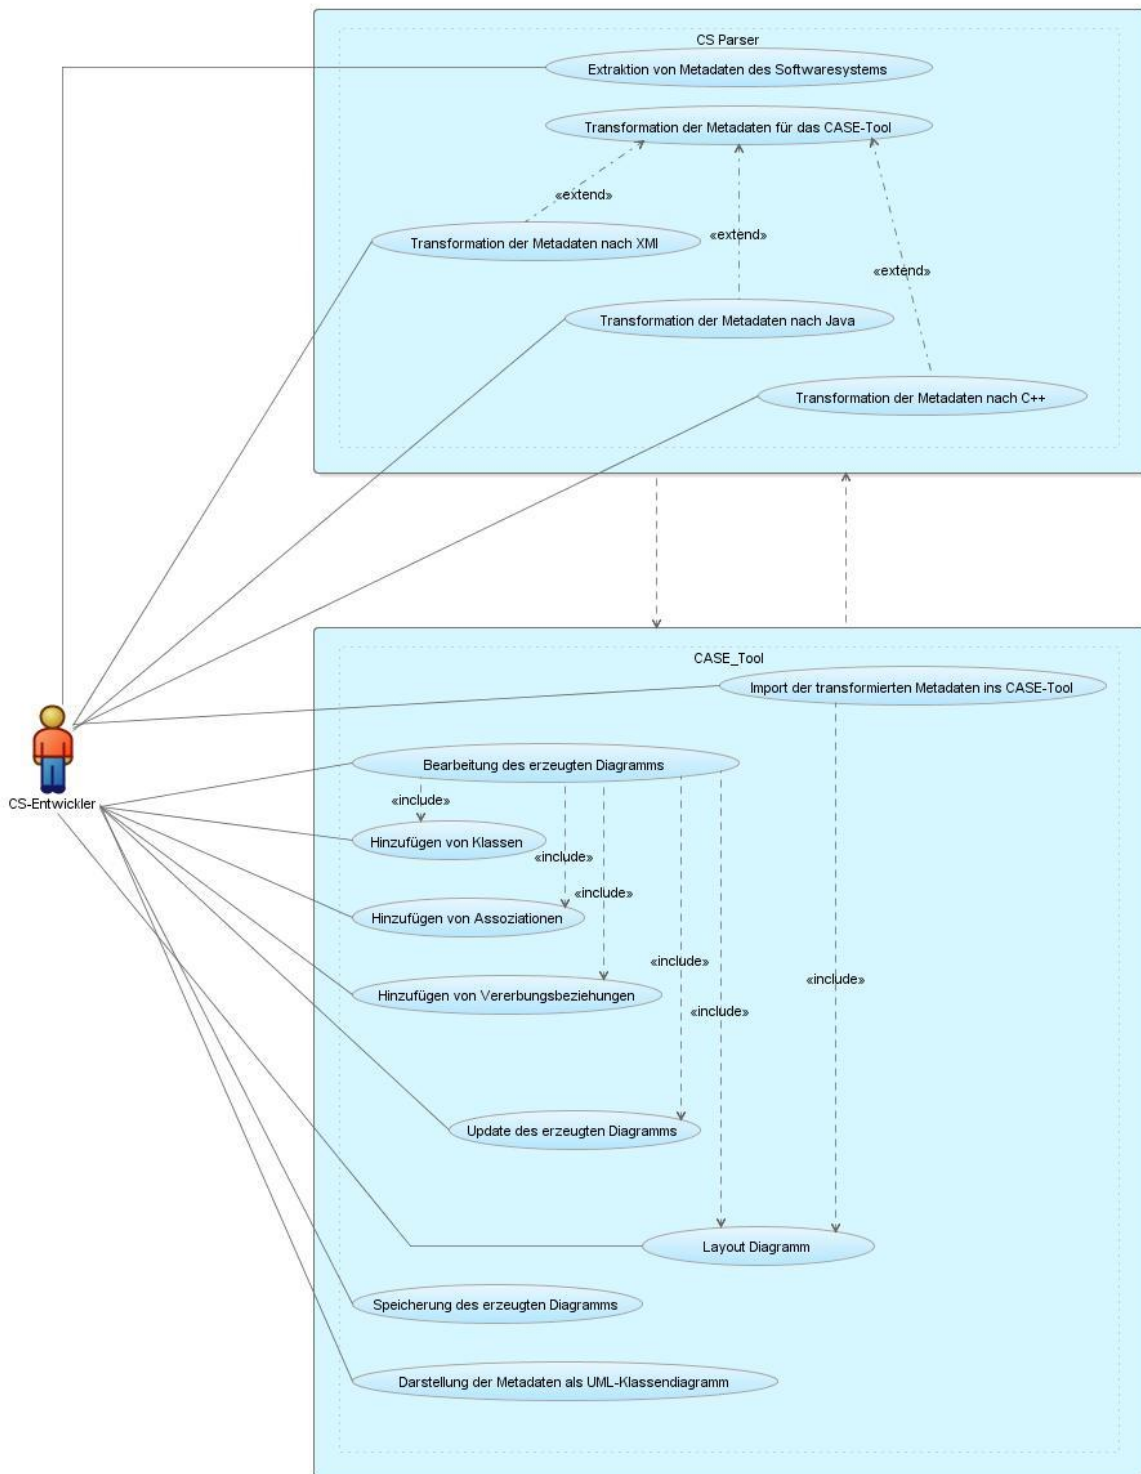 CS Parser
Extraktion von Metadaten des Softwaresystems
Transformation der Metadaten für das CASE-Tool
«extend»
Transformation der Metadaten nach XMI
«extend»
«extend»
Transformation der Metadaten nach Java
Transformation der Metadaten nach C++
CASE_Tool
Import der transformierten Metadaten ins CASE-Tool
Bearbeitung des erzeugten Diagramms
CS-Entwickler
«include»
Hinzufügen von Klassen
«include»
«include»
Hinzufügen von Assoziationen
«include»
«include»
Hinzufügen von Vererbungsbeziehungen
«include»
Update des erzeugten Diagramms
Layout Diagramm
Speicherung des erzeugten Diagramms
Darstellung der Metadaten als UML-Klassendiagramm